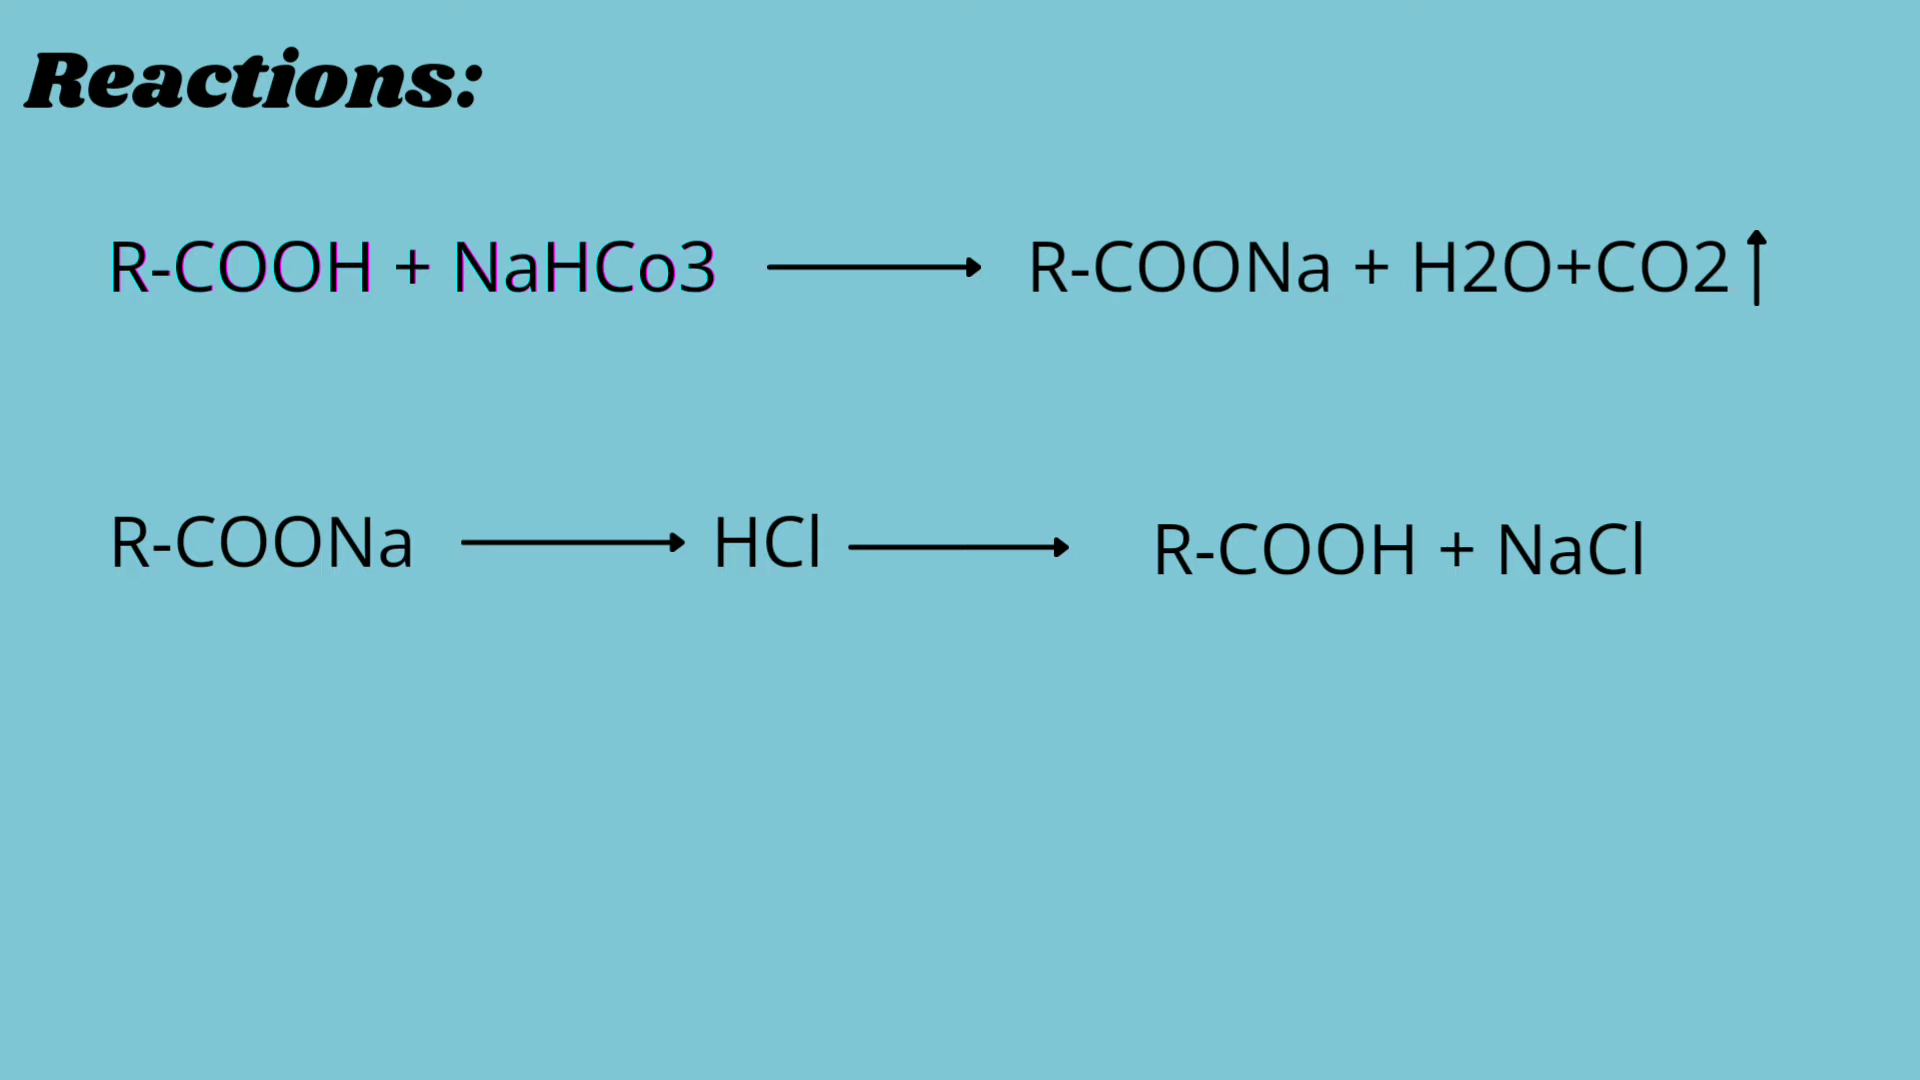 Reactions:
R-COOH + NaHCo3 ⟶ R-COONa + H2O+CO2↑
R-COONa ⟶ HCl ⟶ R-COOH + NaCl